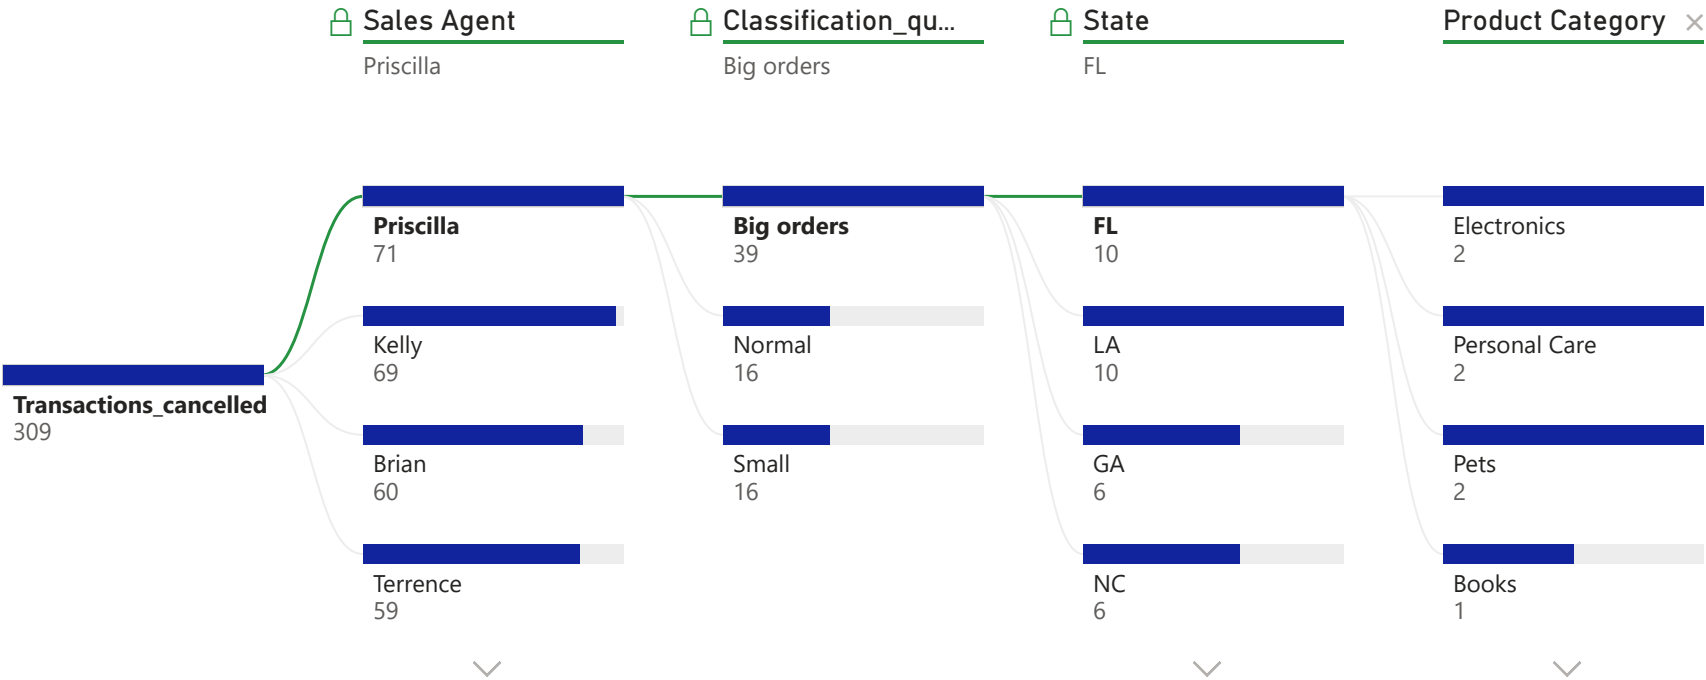 Sales Agent
Classification_qu...
State
Product Category
Priscilla
Big orders
FL
Transactions_cancelled
309
Priscilla
71
Kelly
69
Brian
60
Terrence
59
Big orders
39
Normal
16
Small
16
FL
10
LA
10
GA
6
NC
6
Electronics
2
Personal Care
2
Pets
2
Books
1